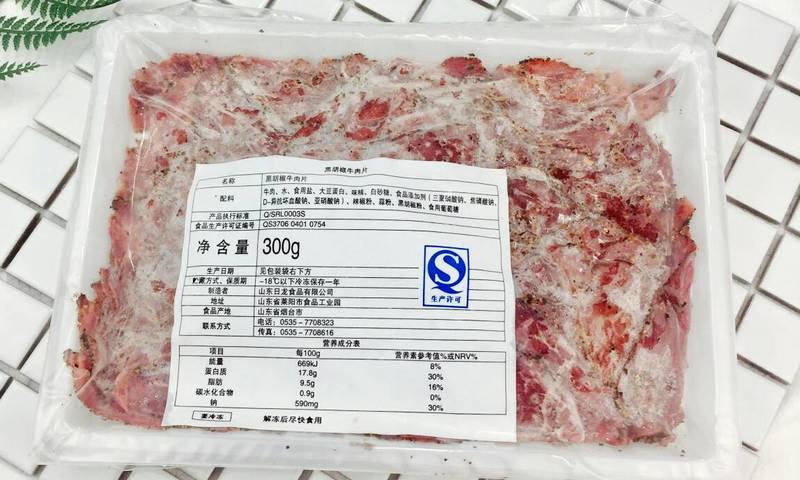 黑胡椒牛肉片
名称 黑胡椒牛肉片
配料 牛肉、水、食用盐、大豆蛋白、味精、白砂糖、食品添加剂（三聚磷酸钠、焦磷酸钠、
D-异抗坏血酸钠、亚硝酸钠）、辣椒粉、蒜粉、黑胡椒粉、食用葡萄糖
产品执行标准 Q/SRL0003S
食品生产许可证编号 QS3706 0401 0754
净含量 300g
生产日期 见包装袋右下方
贮藏方式、保质期 -18℃以下冷冻保存一年
制造者 山东日龙食品有限公司
地址 山东省莱阳市食品工业园
食品产地 山东省烟台市
联系方式 电话：0535-7708323
传真：0535-7708616
生产许可
营养成分表
项目 每100g 营养素参考值%或NRV%
能量 669kJ 8%
蛋白质 17.8g 30%
脂肪 9.5g 16%
碳水化合物 0.9g 0%
钠 590mg 30%
要冷冻 解冻后尽快食用